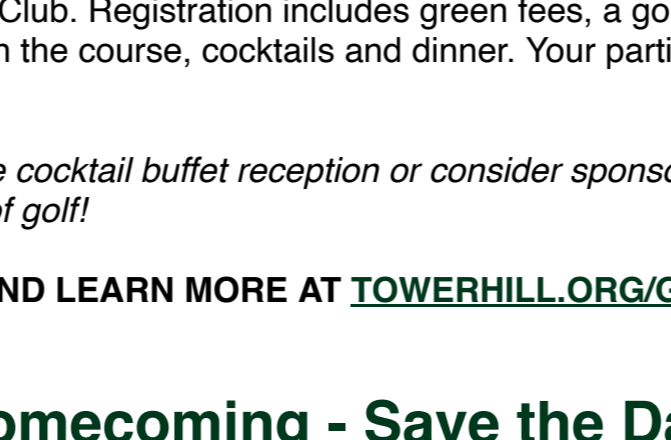 Club. Registration includes green fees, a go
n the course, cocktails and dinner. Your parti
e cocktail buffet reception or consider sponso
of golf!
ND LEARN MORE AT TOWERHILL.ORG/G
omecoming - Save the Da